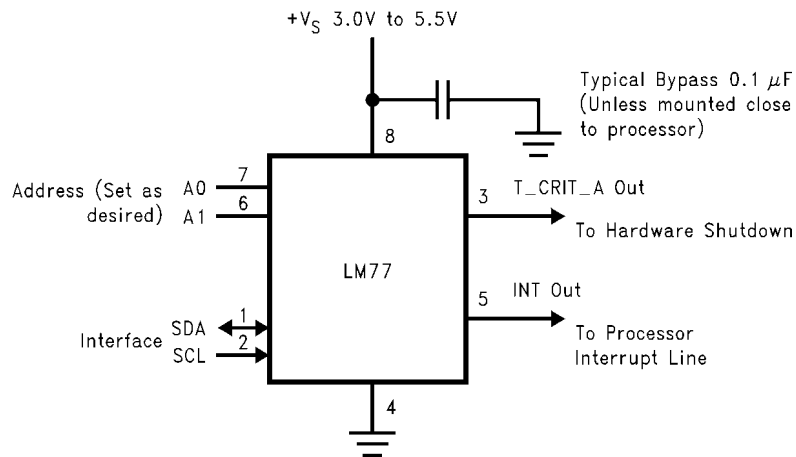 +VS 3.0V to 5.5V
Typical Bypass 0.1 μF
(Unless mounted close
to processor)
8
Address (Set as
desired)
A0
7
A1
6
3
T_CRIT_A Out
To Hardware Shutdown
LM77
5
INT Out
To Processor
Interrupt Line
Interface
SDA
1
SCL
2
4